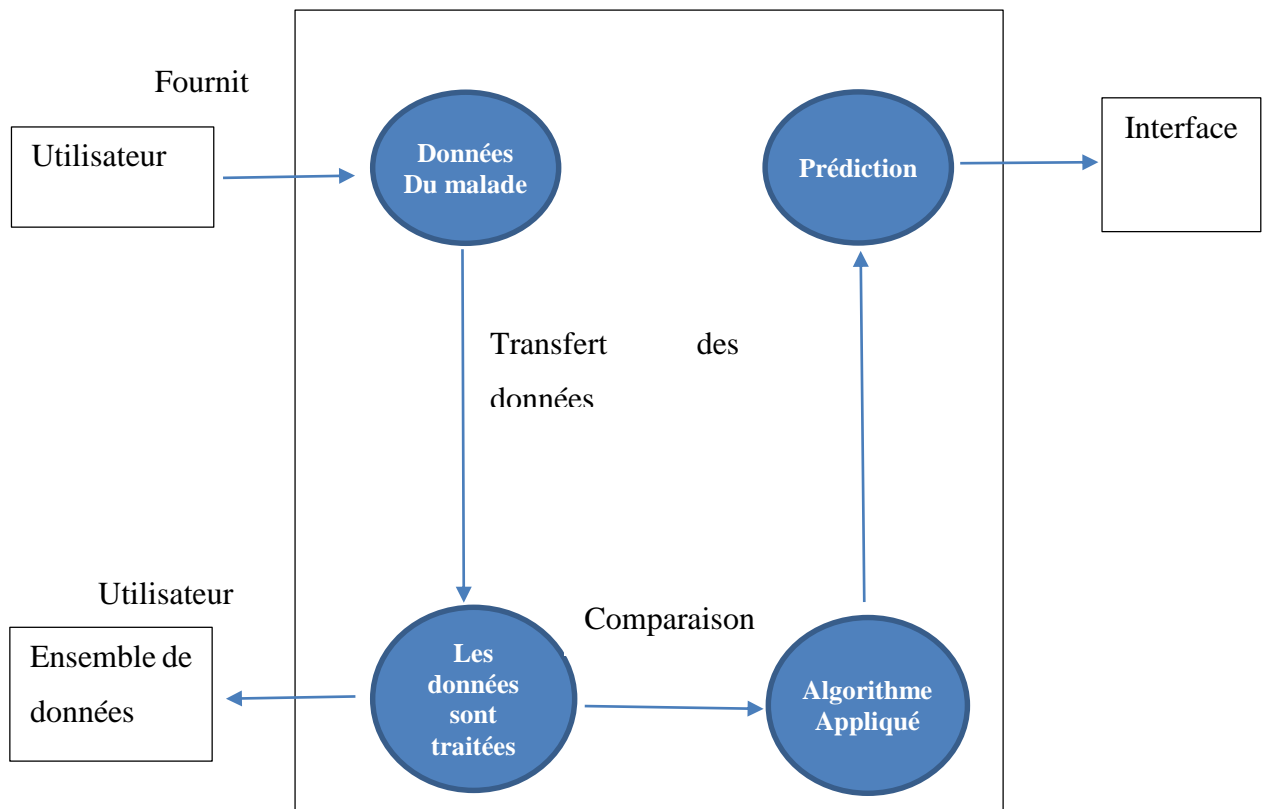 Fournit
Utilisateur
Données
Du malade
Prédiction
Interface
Transfert des
données
Utilisateur
Ensemble de
données
Les
données
sont
traitées
Comparaison
Algorithme
Appliqué